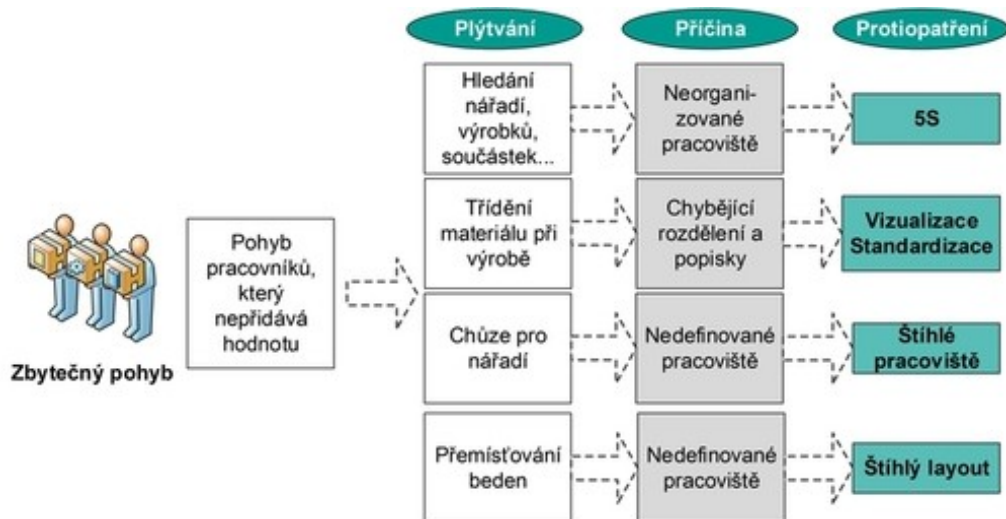 Plýtvání
Příčina
Protiopatření
Hledání
nářadí,
výrobků,
součástek...
Neorgani-
zované
pracoviště
5S
Třídění
materiálu při
výrobě
Chybějící
rozdělení a
popisky
Vizualizace
Standardizace
Pohyb
pracovníků,
který
nepřidává
hodnotu
Zbytečný pohyb
Chůze pro
nářadí
Nedefinované
pracoviště
Štíhlé
pracoviště
Přemísťování
beden
Nedefinované
pracoviště
Štíhlý layout